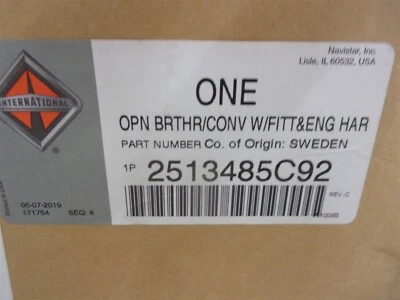 Navistar, Inc.
Lisle, IL 60532, USA
INTERNATIONAL
ONE
OPN BRTHR/CONV W/FITT&ENG HAR
PART NUMBER Co. of Origin: SWEDEN
1P 2513485C92
REV:C
06-07-2019
171754 SEQ: 6